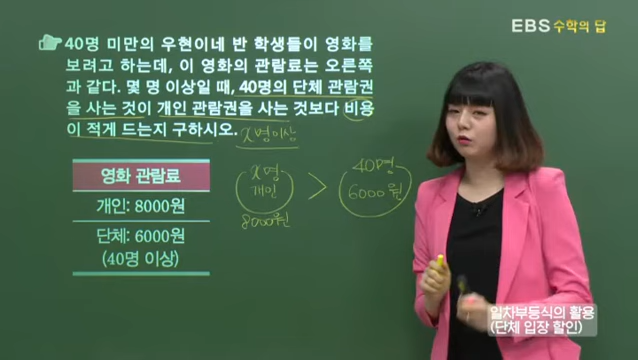 EBS 수학의 답
40명 미만의 우현이네 반 학생들이 영화를
보려고 하는데, 이 영화의 관람료는 오른쪽
과 같다. 몇 명 이상일 때, 40명의 단체 관람권
을 사는 것이 개인 관람권을 사는 것보다 비용
이 적게 드는지 구하시오.
x명이상
영화 관람료
개인: 8000원
단체: 6000원
(40명 이상)
x명
개인
8000원
>
40명
6000원
일차부등식의 활용
(단체 입장 할인)